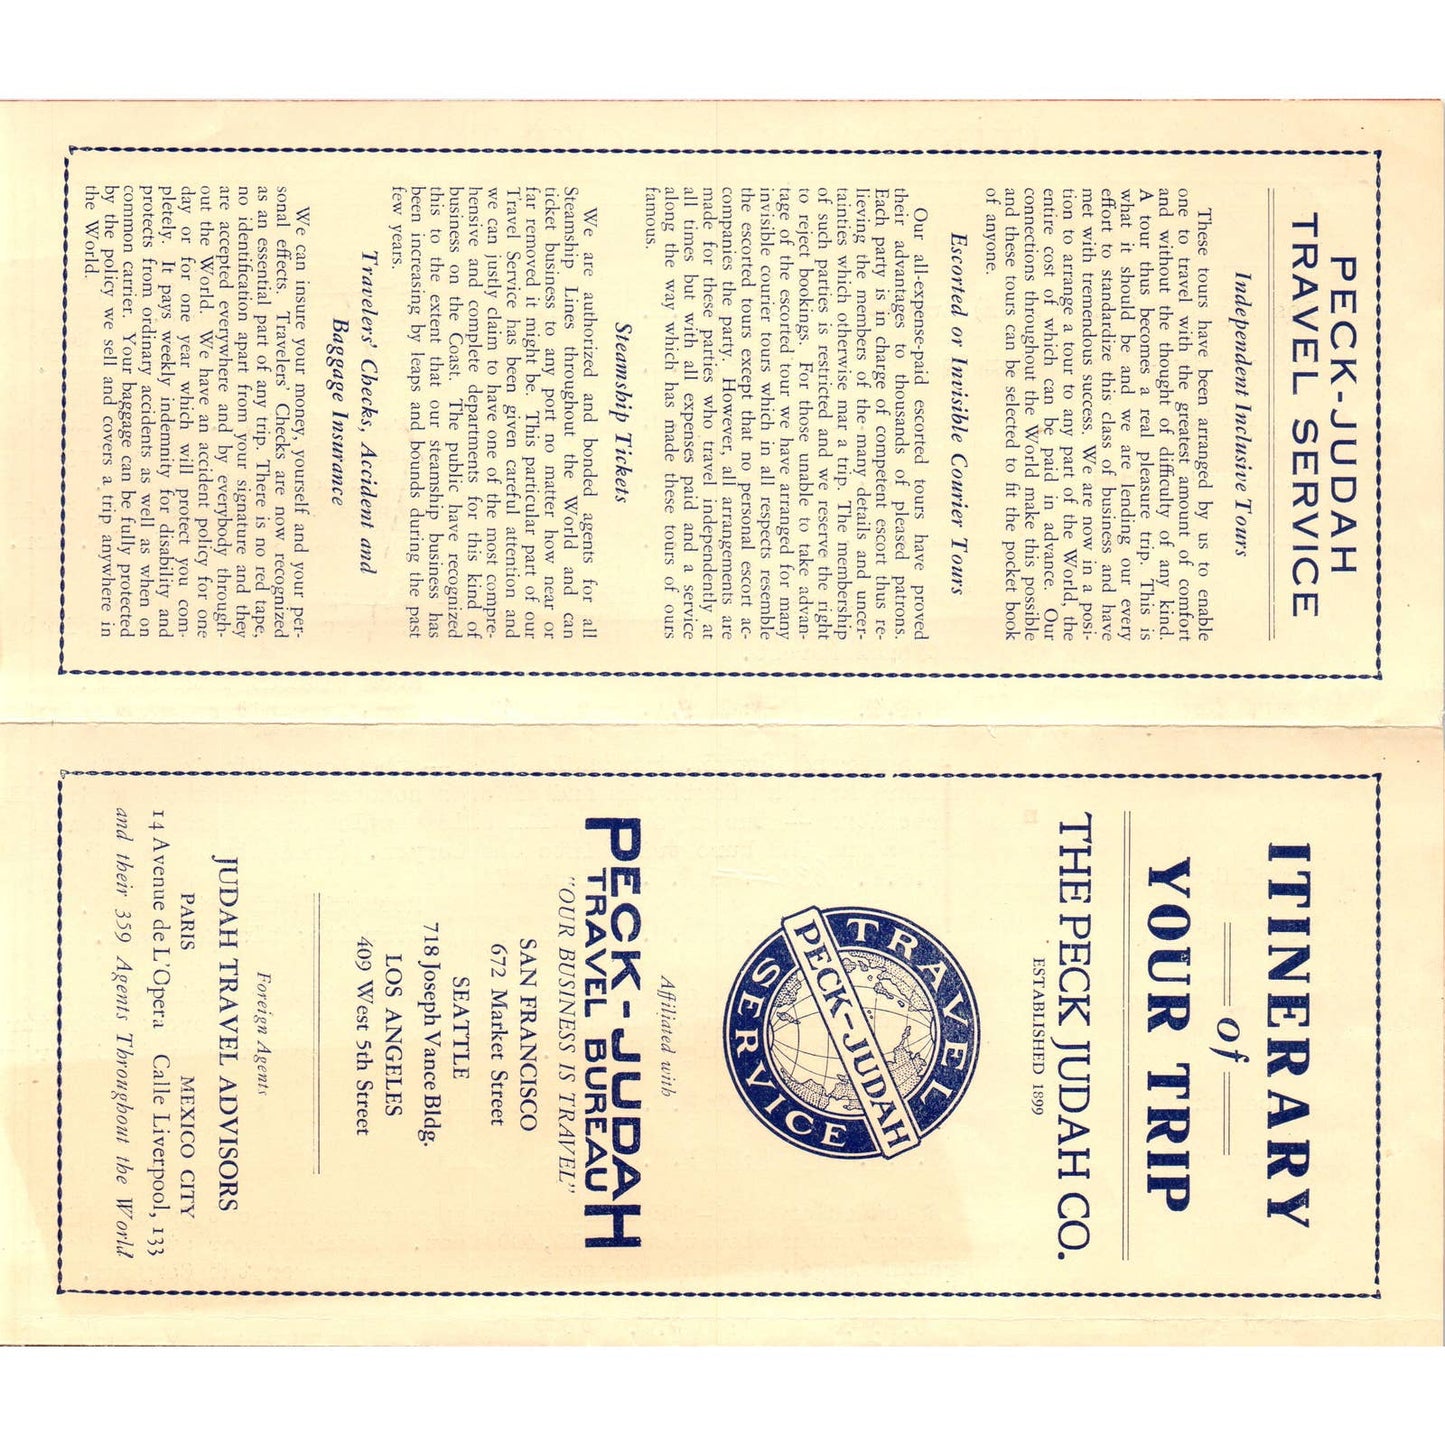 PECK-JUDAH
TRAVEL SERVICE
Independent Inclusive Tours
These tours have been arranged by us to enable
one to travel with the greatest amount of comfort
and without the thought of difficulty of any kind.
A tour thus becomes a real pleasure trip. This is
what it should be and we are lending our every
effort to standardize this class of business and have
met with tremendous success. We are now in a posi-
tion to arrange a tour to any part of the World, the
entire cost of which can be paid in advance. Our
connections throughout the World make this possible
and these tours can be selected to fit the pocket book
of anyone.
Escorted or Invisible Courier Tours
Our all-expense-paid escorted tours have proved
their advantages to thousands of pleased patrons.
Each party is in charge of competent escort thus re-
lieving the members of the many details and uncer-
tainties which otherwise mar a trip. The membership
of such parties is restricted and we reserve the right
to reject bookings. For those unable to take advan-
tage of the escorted tour we have arranged for many
invisible courier tours which in all respects resemble
the escorted tours except that no personal escort ac-
companies the party. However, all arrangements are
made for these parties who travel independently at
all times but with all expenses paid and a service
along the way which has made these tours of ours
famous.
Steamship Tickets
We are authorized and bonded agents for all
Steamship Lines throughout the World and can
ticket business to any port no matter how near or
far removed it might be. This particular part of our
Travel Service has been given careful attention and
we can justly claim to have one of the most compre-
hensive and complete departments for this kind of
business on the Coast. The public have recognized
this to the extent that our steamship business has
been increasing by leaps and bounds during the past
few years.
Travelers' Checks, Accident and
Baggage Insurance
We can insure your money, yourself and your per-
sonal effects. Travelers' Checks are now recognized
as an essential part of any trip. There is no red tape,
no identification apart from your signature and they
are accepted everywhere and by everybody through-
out the World. We have an accident policy for one
day or for one year which will protect you com-
pletely. It pays weekly indemnity for disability and
protects from ordinary accidents as well as when on
common carrier. Your baggage can be fully protected
by the policy we sell and covers a trip anywhere in
the World.
ITINERARY
of
YOUR TRIP
THE PECK JUDAH CO.
ESTABLISHED 1899
TRAVEL
PECK-JUDAH
SERVICE
Affiliated with
PECK-JUDAH
TRAVEL BUREAU
"OUR BUSINESS IS TRAVEL"
SAN FRANCISCO
672 Market Street
SEATTLE
718 Joseph Vance Bldg.
LOS ANGELES
409 West 5th Street
Foreign Agents
JUDAH TRAVEL ADVISORS
PARIS MEXICO CITY
14 Avenue de L'Opera Calle Liverpool, 133
and their 359 Agents Throughout the World